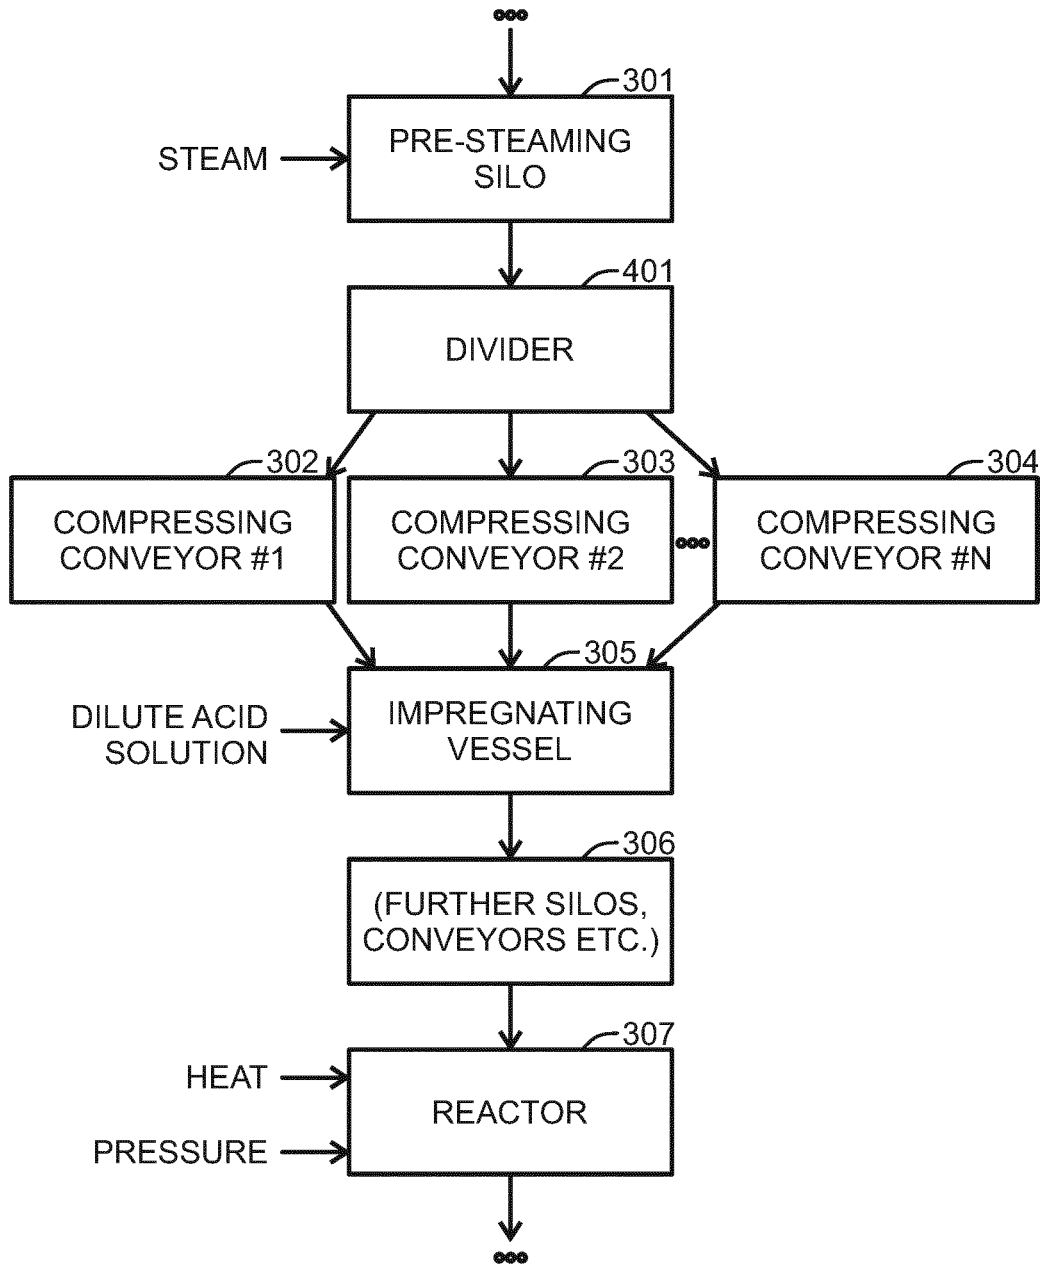 301
PRE-STEAMING
SILO
STEAM
401
DIVIDER
302
303
304
COMPRESSING
CONVEYOR #1
COMPRESSING
CONVEYOR #2
COMPRESSING
CONVEYOR #N
305
DILUTE ACID
SOLUTION
IMPREGNATING
VESSEL
306
(FURTHER SILOS,
CONVEYORS ETC.)
307
HEAT
REACTOR
PRESSURE